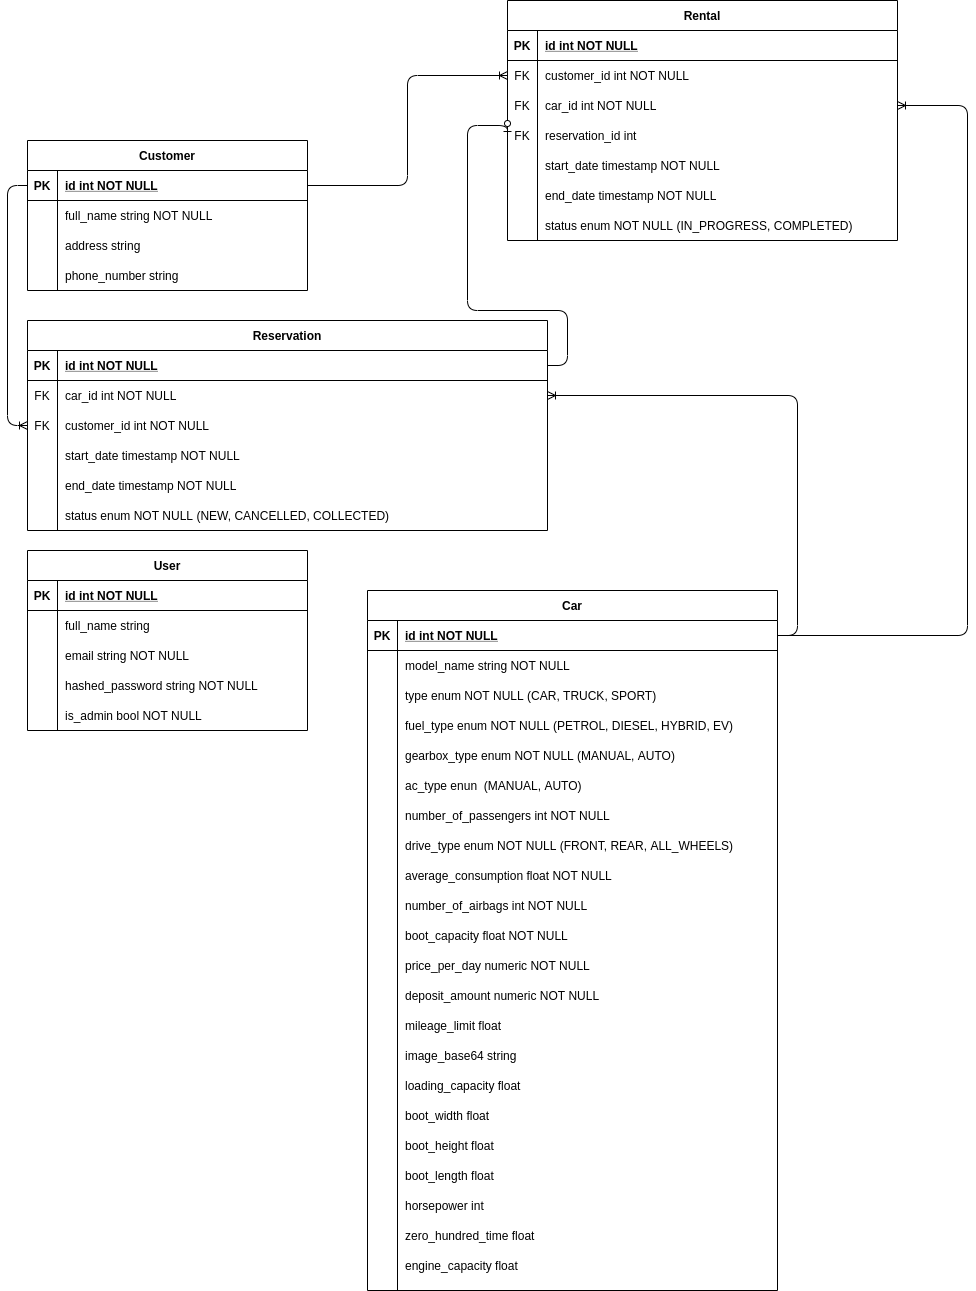 Rental
PK id int NOT NULL
FK customer_id int NOT NULL
FK car_id int NOT NULL
FK reservation_id int
start_date timestamp NOT NULL
end_date timestamp NOT NULL
status enum NOT NULL (IN_PROGRESS, COMPLETED)
Customer
PK id int NOT NULL
full_name string NOT NULL
address string
phone_number string
Reservation
PK id int NOT NULL
FK car_id int NOT NULL
FK customer_id int NOT NULL
start_date timestamp NOT NULL
end_date timestamp NOT NULL
status enum NOT NULL (NEW, CANCELLED, COLLECTED)
User
PK id int NOT NULL
full_name string
email string NOT NULL
hashed_password string NOT NULL
is_admin bool NOT NULL
Car
PK id int NOT NULL
model_name string NOT NULL
type enum NOT NULL (CAR, TRUCK, SPORT)
fuel_type enum NOT NULL (PETROL, DIESEL, HYBRID, EV)
gearbox_type enum NOT NULL (MANUAL, AUTO)
ac_type enun (MANUAL, AUTO)
number_of_passengers int NOT NULL
drive_type enum NOT NULL (FRONT, REAR, ALL_WHEELS)
average_consumption float NOT NULL
number_of_airbags int NOT NULL
boot_capacity float NOT NULL
price_per_day numeric NOT NULL
deposit_amount numeric NOT NULL
mileage_limit float
image_base64 string
loading_capacity float
boot_width float
boot_height float
boot_length float
horsepower int
zero_hundred_time float
engine_capacity float